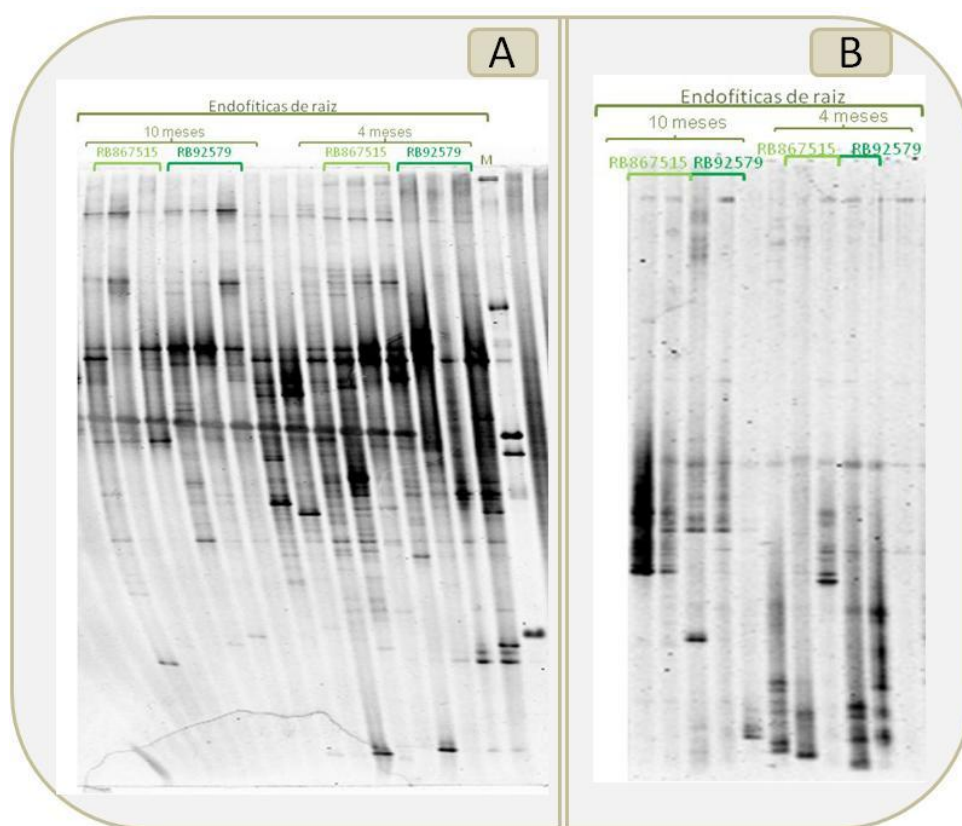 A
Endofíticas de raiz
10 meses 4 meses
RB867515 RB92579 RB867515 RB92579 M
B
Endofíticas de raiz
10 meses 4 meses
RB867515 RB92579 RB867515 RB92579